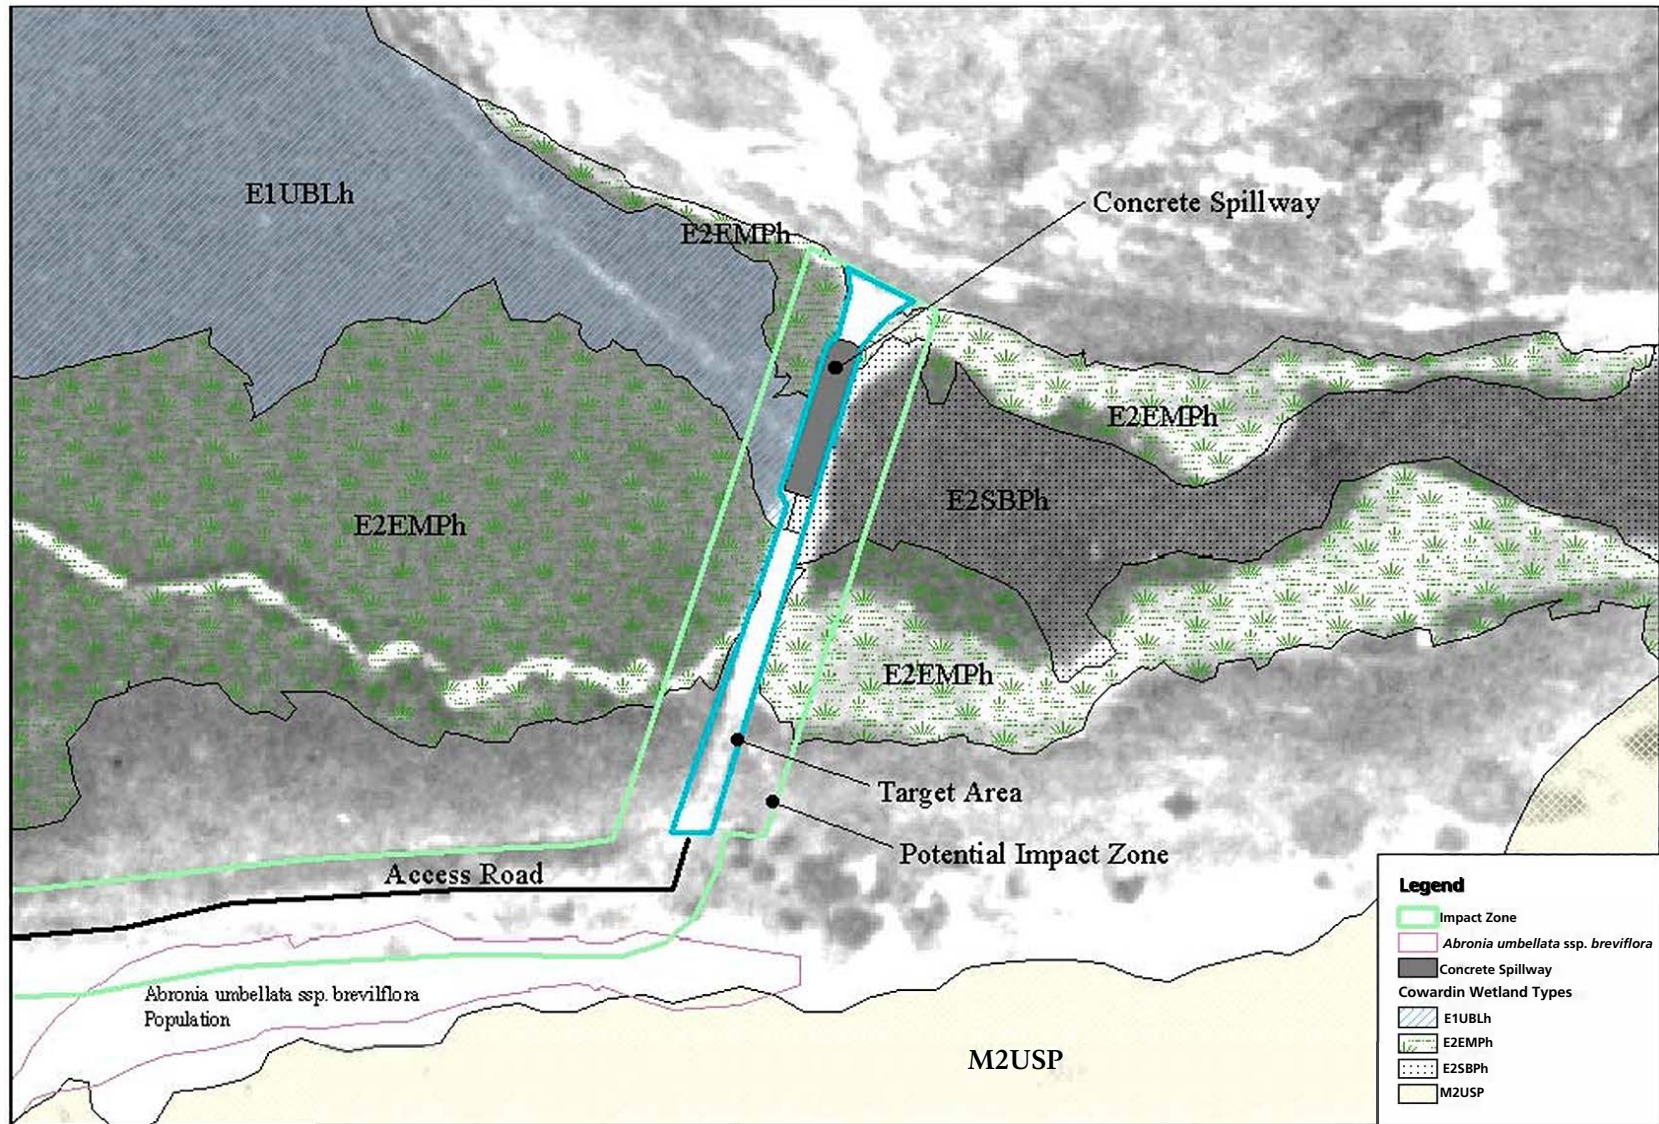 E1UBLh
Concrete Spillway
E2EMPh
E2EMPh
E2SBPh
E2EMPh
E2EMPh
Target Area
Potential Impact Zone
Access Road
Abronia umbellata ssp. brevilflora
Population
M2USP
Legend
Impact Zone
Abronia umbellata ssp. breviflora
Concrete Spillway
Cowardin Wetland Types
E1UBLh
E2EMPh
E2SBPh
M2USP